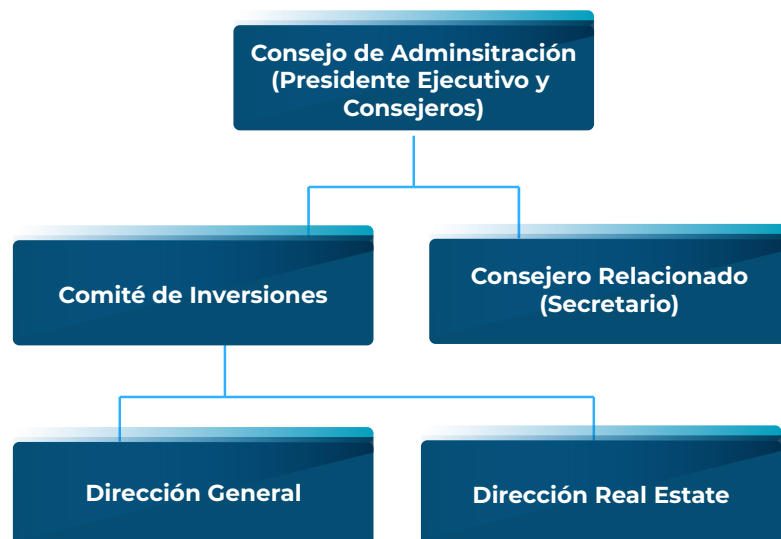 Consejo de Adminsitración
(Presidente Ejecutivo y
Consejeros)
Comité de Inversiones
Consejero Relacionado
(Secretario)
Dirección General
Dirección Real Estate